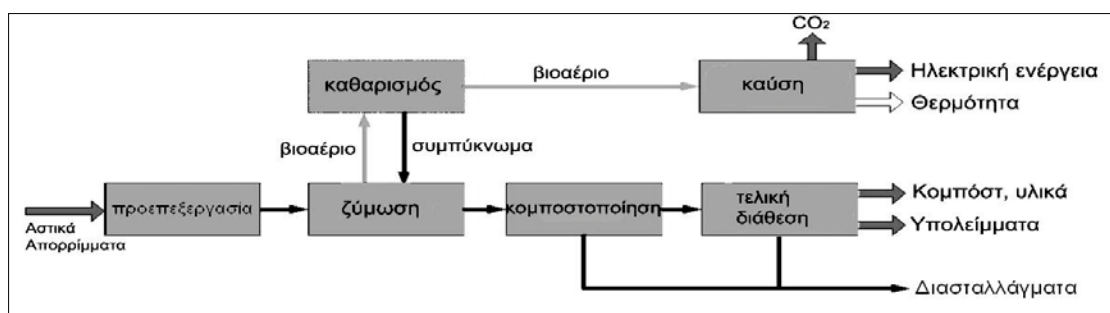 CO₂
καθαρισμός
βιοαέριο
καύση
Ηλεκτρική ενέργεια
Θερμότητα
βιοαέριο
συμπύκνωμα
Αστικά
Απορρίμματα
προεπεξεργασία
ζύμωση
κομποστοποίηση
τελική
διάθεση
Κομπόστ, υλικά
Υπολείμματα
Διασταλλάγματα